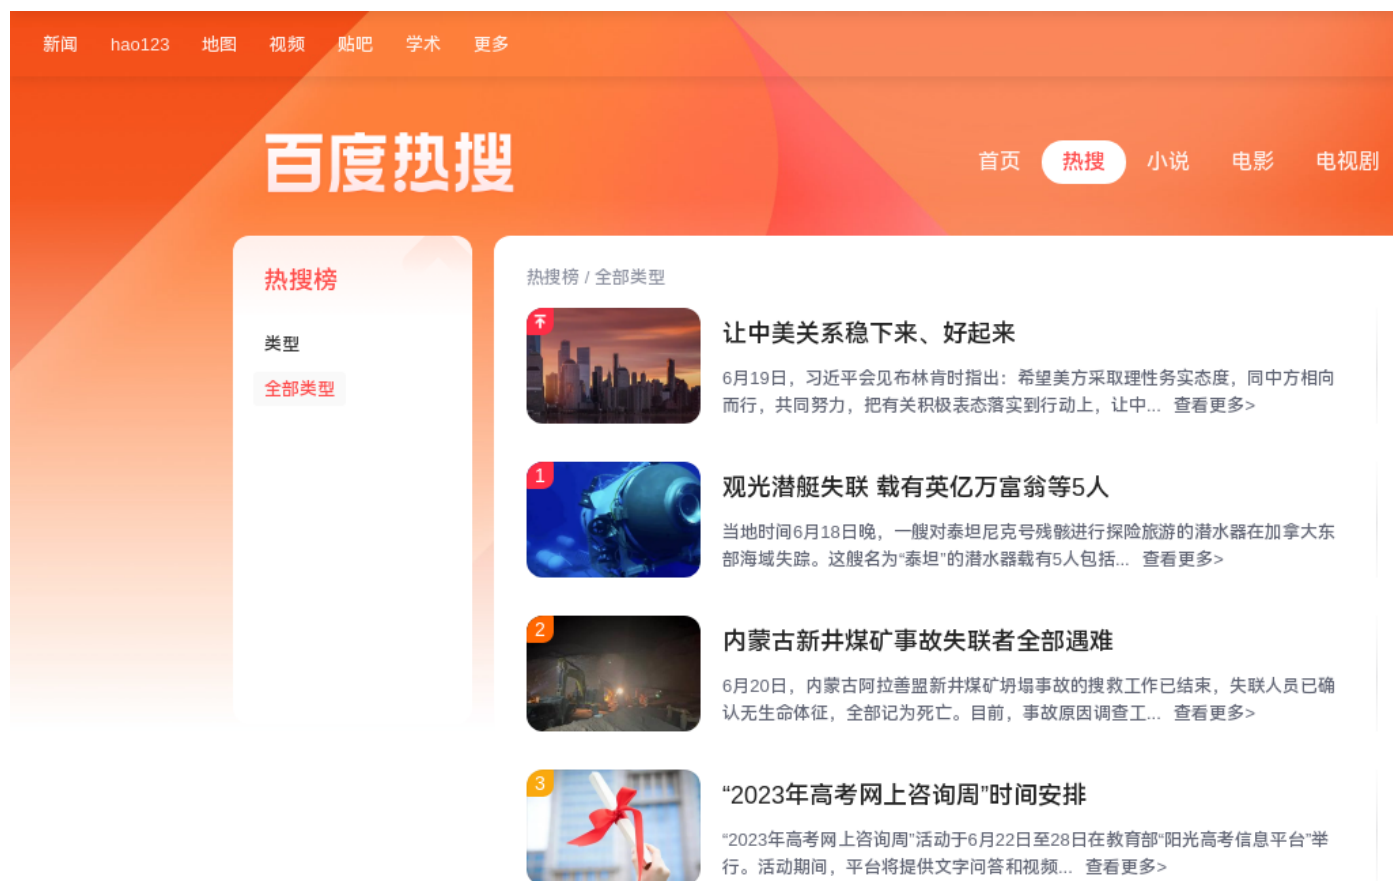 新闻 hao123 地图 视频 贴吧 学术 更多
百度热搜
首页 热搜 小说 电影 电视剧
热搜榜
类型
全部类型
热搜榜 / 全部类型
让中美关系稳下来、好起来
6月19日，习近平会见布林肯时指出：希望美方采取理性务实态度，同中方相向
而行，共同努力，把有关积极表态落实到行动上，让中... 查看更多>
1
观光潜艇失联 载有英亿万富翁等5人
当地时间6月18日晚，一艘对泰坦尼克号残骸进行探险旅游的潜水器在加拿大东
部海域失踪。这艘名为“泰坦”的潜水器载有5人包括... 查看更多>
2
内蒙古新井煤矿事故失联者全部遇难
6月20日，内蒙古阿拉善盟新井煤矿坍塌事故的搜救工作已结束，失联人员已确
认无生命体征，全部记为死亡。目前，事故原因调查工... 查看更多>
3
“2023年高考网上咨询周”时间安排
“2023年高考网上咨询周”活动于6月22日至28日在教育部“阳光高考信息平台”举
行。活动期间，平台将提供文字问答和视频... 查看更多>